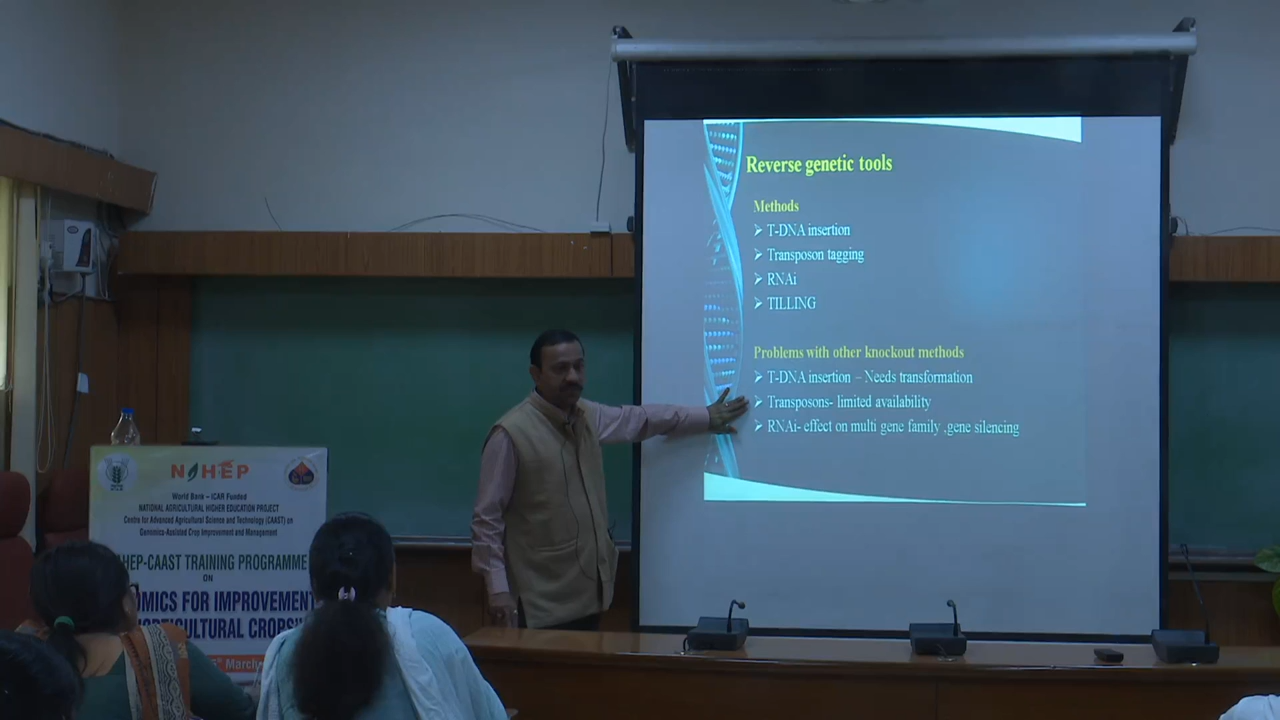 Reverse genetic tools
Methods
➢ T-DNA insertion
➢ Transposon tagging
➢ RNAi
➢ TILLING
Problems with other knockout methods
➢ T-DNA insertion – Needs transformation
➢ Transposons- limited availability
➢ RNAi- effect on multi gene family ,gene silencing
NAHEP
World Bank – ICAR Funded
NATIONAL AGRICULTURAL HIGHER EDUCATION PROJECT
Centre for Advanced Agricultural Science and Technology (CAAST) on
Genomics-Assisted Crop Improvement and Management
HEP-CAAST TRAINING PROGRAMME
ON
OMICS FOR IMPROVEMENT
ORTICULTURAL CROPS"
March